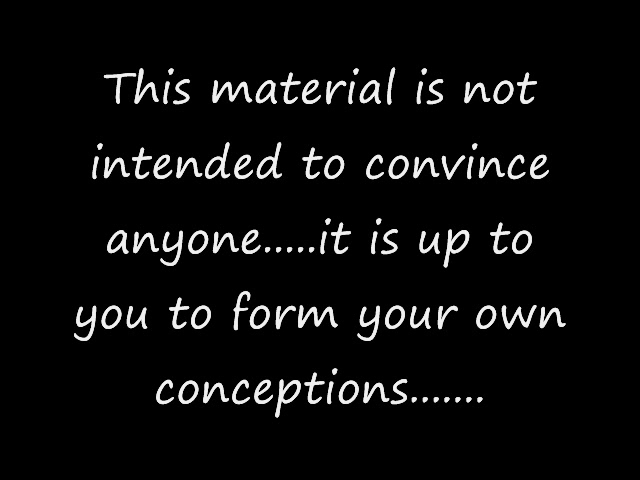 This material is not
intended to convince
anyone.....it is up to
you to form your own
conceptions.......